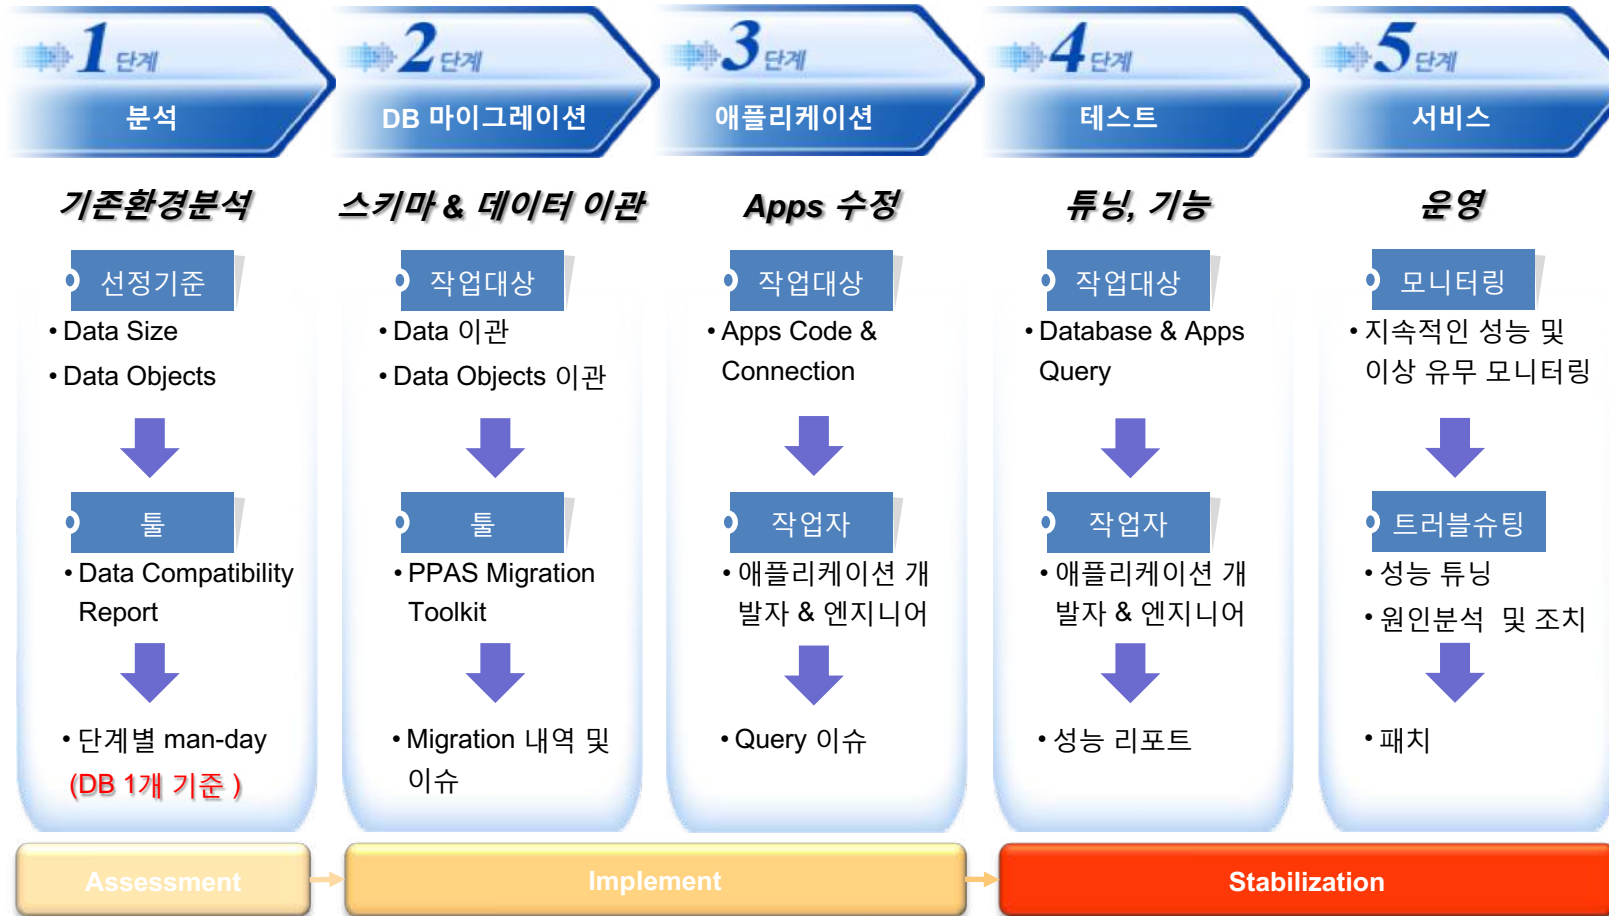 1 단계
분석
2 단계
DB 마이그레이션
3 단계
애플리케이션
4 단계
테스트
5 단계
서비스
기존환경분석
선정기준
• Data Size
• Data Objects
툴
• Data Compatibility
Report
• 단계별 man-day
(DB 1개 기준 )
스키마 & 데이터 이관
작업대상
• Data 이관
• Data Objects 이관
툴
• PPAS Migration
Toolkit
• Migration 내역 및
이슈
Apps 수정
작업대상
• Apps Code &
Connection
작업자
• 애플리케이션 개
발자 & 엔지니어
• Query 이슈
튜닝, 기능
작업대상
• Database & Apps
Query
작업자
• 애플리케이션 개
발자 & 엔지니어
• 성능 리포트
운영
모니터링
• 지속적인 성능 및
이상 유무 모니터링
트러블슈팅
• 성능 튜닝
• 원인분석 및 조치
• 패치
Assessment
Implement
Stabilization